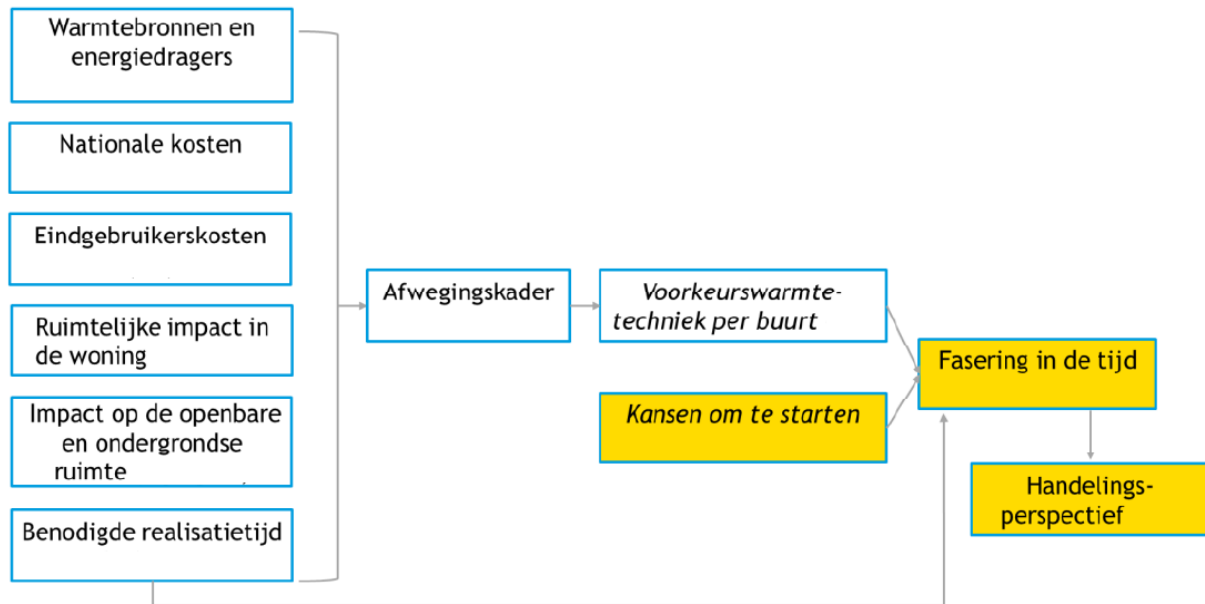 Warmtebronnen en
energiedragers
Nationale kosten
Eindgebruikerskosten
Ruimtelijke impact in
de woning
Impact op de openbare
en ondergrondse
ruimte
Benodigde realisatietijd
Afwegingskader
Voorkeurswarmte-
techniek per buurt
Kansen om te starten
Fasering in de tijd
Handelings-
perspectief